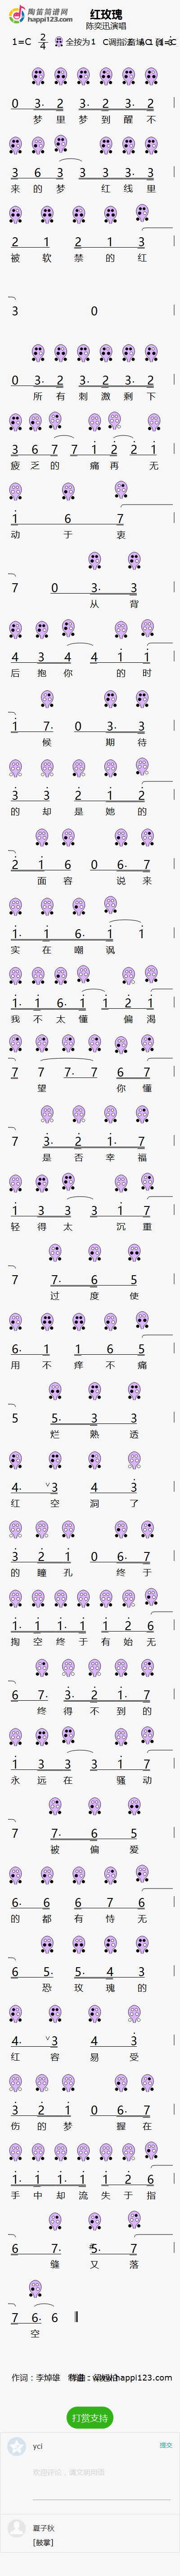 陶笛简谱网
happi123.com
红玫瑰
陈奕迅演唱
1=C 2/4 全按为1
0 3. 2 3. 2 3. 2
梦 里 梦 到 醒 不
3 6 3 3 3 3. 3
来 的 梦 红 线 里
2 1 2 1 3
被 软 禁 的 红
3 0
0 3. 2 3. 2 3. 2
所 有 刺 激 剩 下
3 6 7 7 1 2 2 1
疲 乏 的 痛 再 无
1 6 7
动 于 衷
7 0 3. 3
从 背
4 3 4 4 1 1
后 抱 你 的 时
1 7. 0 3. 3
候 期 待
3 3 2 1 2
的 却 是 她 的
2 1 6 0 6. 7
面 容 说 来
1. 1 6. 1 1
实 在 嘲 讽
1. 1 6. 1 1 2 1
我 不 太 懂 偏 渴
7 7 7. 7 6 7
望 你 懂
7 3. 2 1. 7
是 否 幸 福
1 3 3 3 1 7
轻 得 太 沉 重
7 7. 6 5
过 度 使
6. 1 1 6 5
用 不 痒 不 痛
5 5. 3 3
烂 熟 透
4. 3 4 3
红 空 洞 了
3 2 1 0 6. 7
的 瞳 孔 终 于
1. 1 1. 1 1 2 6
掏 空 终 于 有 始 无
6 7. 3. 2 1. 7
终 得 不 到 的
1 3 3 3 1 7
永 远 在 骚 动
7 7. 6 5
被 偏 爱
6. 6 6 7 6
的 都 有 恃 无
6 5. 5. 4 3
恐 玫 瑰 的
4. 3 4 3
红 容 易 受
3 2 1 0 6. 7
伤 的 梦 握 在
1. 1 1. 1 1 2 6
手 中 却 流 失 于 指
6 7. 5. 7
缝 又 落
7 6. 6
空
作词：李焯雄
happi123.com
打赏支持
ycj 提交
欢迎评论，请文明用语
夏子秋
[鼓掌]